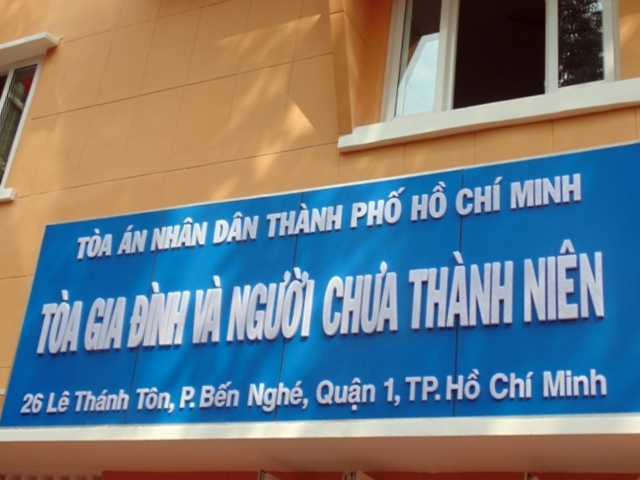 TÒA ÁN NHÂN DÂN THÀNH PHỐ HỒ CHÍ MINH
TÒA GIA ĐÌNH VÀ NGƯỜI CHƯA THÀNH NIÊN
26 Lê Thánh Tôn, P. Bến Nghé, Quận 1, TP. Hồ Chí Minh